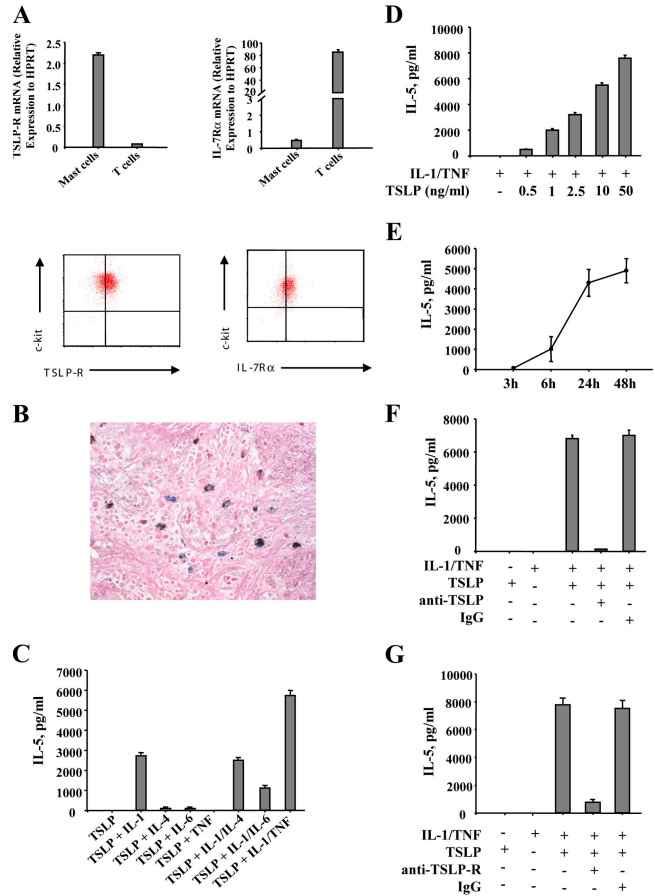 A
TSLP-R mRNA (Relative
Expression to HPRT)
2.5
2.0
1.5
1.0
0.5
0
Mast cells
T cells
IL-7Rα mRNA (Relative
Expression to HPRT)
100
80
60
40
20
3
2
1
0
Mast cells
T cells
c-kit
TSLP-R
c-kit
IL-7Rα
B
C
IL-5, pg/ml
7000
6000
5000
4000
3000
2000
1000
0
TSLP
TSLP + IL-1
TSLP + IL-4
TSLP + IL-6
TSLP + TNF
TSLP + IL-1/IL-4
TSLP + IL-1/IL-6
TSLP + IL-1/TNF
D
IL-5, pg/ml
10000
8000
6000
4000
2000
0
IL-1/TNF + + + + + +
TSLP (ng/ml) - 0.5 1 2.5 10 50
E
IL-5, pg/ml
6000
5000
4000
3000
2000
1000
0
3h 6h 24h 48h
F
IL-5, pg/ml
8000
6000
4000
2000
0
IL-1/TNF - + + + +
TSLP + - + + +
anti-TSLP - - +
IgG - - +
G
IL-5, pg/ml
10000
8000
6000
4000
2000
0
IL-1/TNF - + + + +
TSLP + - + + +
anti-TSLP-R - - +
IgG - - +